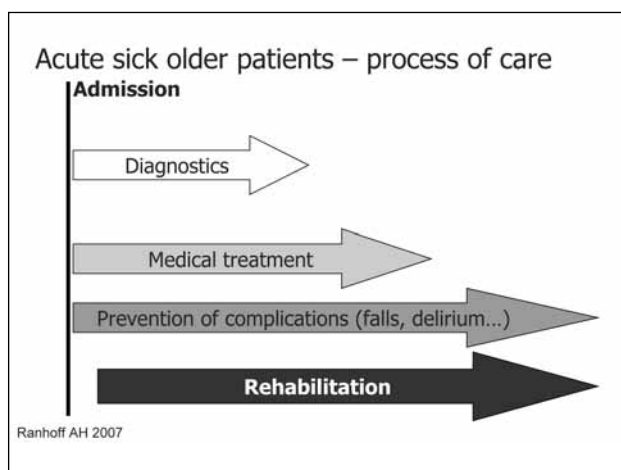 Acute sick older patients – process of care
Admission
Diagnostics
Medical treatment
Prevention of complications (falls, delirium...)
Rehabilitation
Ranhoff AH 2007